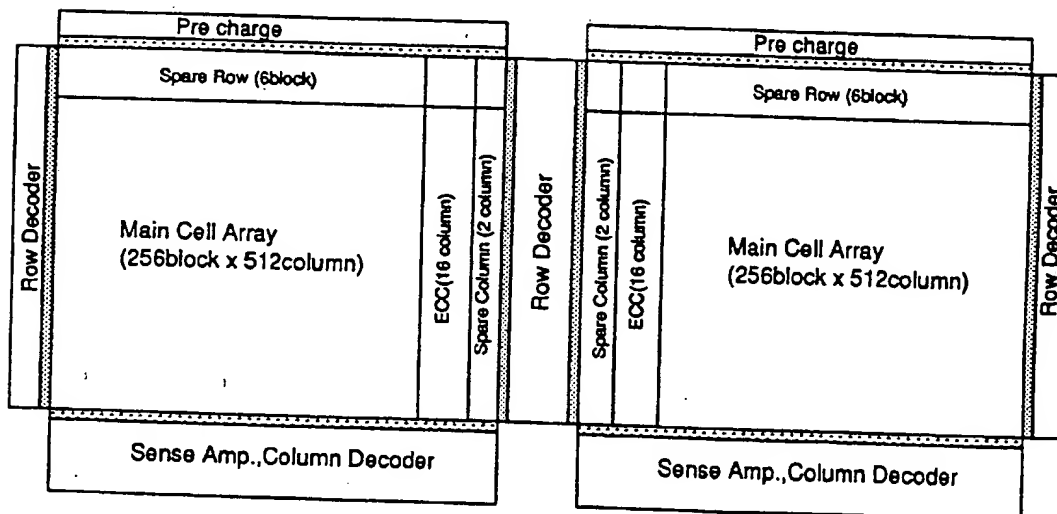 Pre charge
Spare Row (6block)
Row Decoder
Main Cell Array
(256block x 512column)
ECC(16 column)
Spare Column (2 column)
Row Decoder
Sense Amp.,Column Decoder
Pre charge
Spare Row (6block)
Spare Column (2 column)
ECC(16 column)
Main Cell Array
(256block x 512column)
Row Decoder
Sense Amp.,Column Decoder